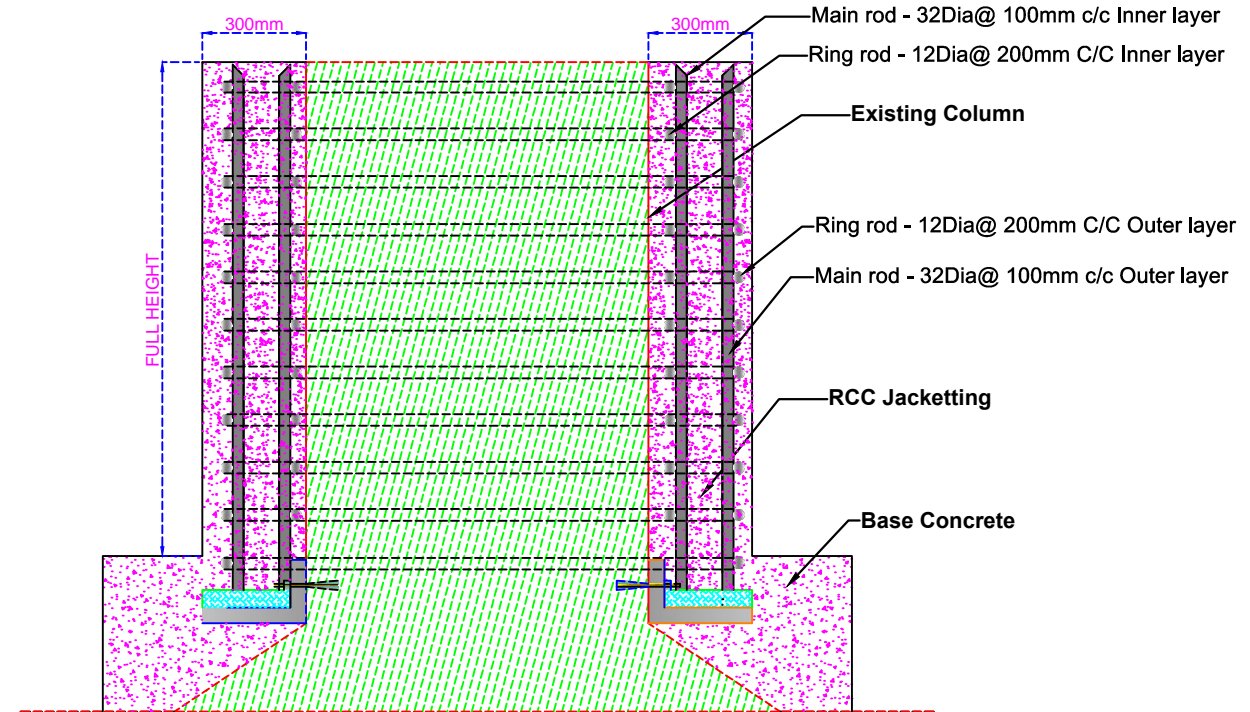 300mm
300mm
Main rod - 32Dia@ 100mm c/c Inner layer
Ring rod - 12Dia@ 200mm C/C Inner layer
Existing Column
Ring rod - 12Dia@ 200mm C/C Outer layer
Main rod - 32Dia@ 100mm c/c Outer layer
FULL HEIGHT
RCC Jacketting
Base Concrete